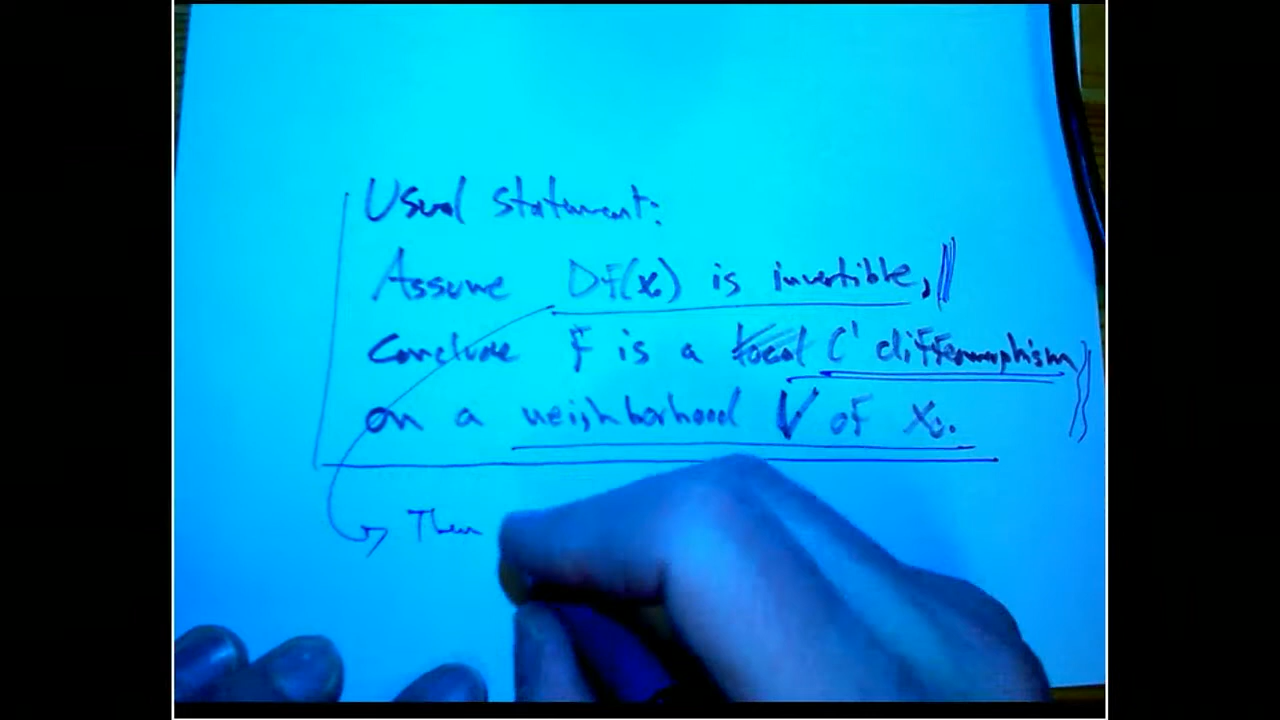 Usual statement:
Assume Df(x₀) is invertible,
Conclude f is a local C¹ diffeomorphism
on a neighborhood V of x₀.
Then